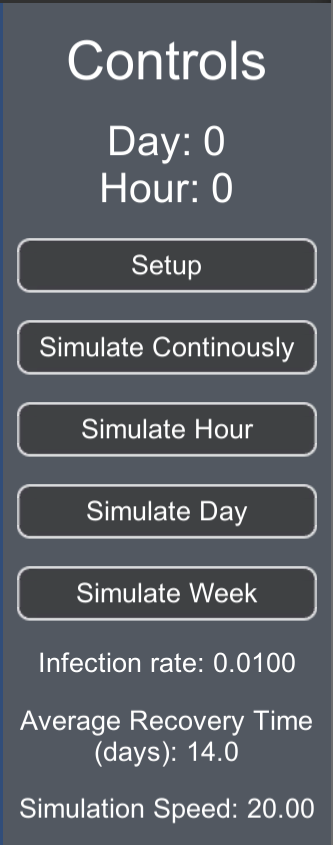 Controls
Day: 0
Hour: 0
Setup
Simulate Continously
Simulate Hour
Simulate Day
Simulate Week
Infection rate: 0.0100
Average Recovery Time
(days): 14.0
Simulation Speed: 20.00